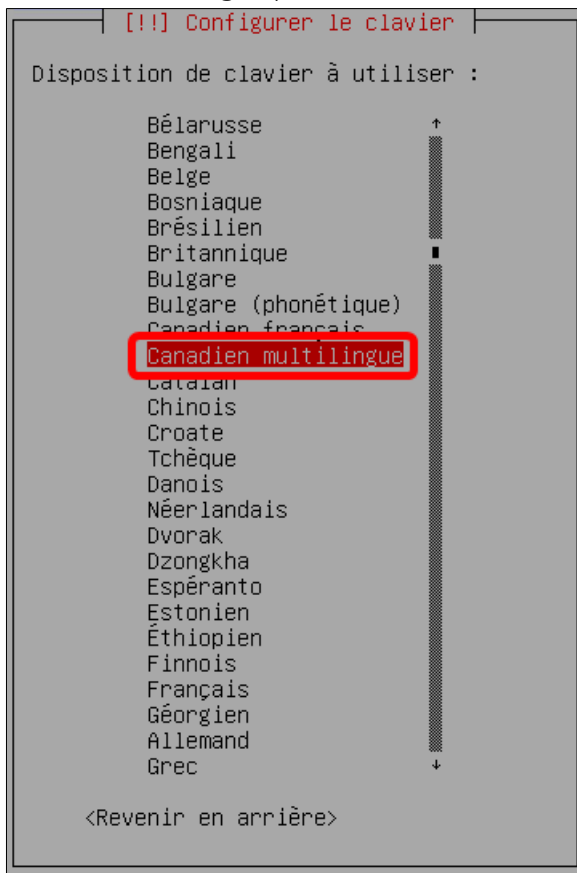 [!!] Configurer le clavier
Disposition de clavier à utiliser :
Bélarusse
Bengali
Belge
Bosniaque
Brésilien
Britannique
Bulgare
Bulgare (phonétique)
Canadien français
Canadien multilingue
Catalan
Chinois
Croate
Tchèque
Danois
Néerlandais
Dvorak
Dzongkha
Espéranto
Estonien
Éthiopien
Finnois
Français
Géorgien
Allemand
Grec
<Revenir en arrière>